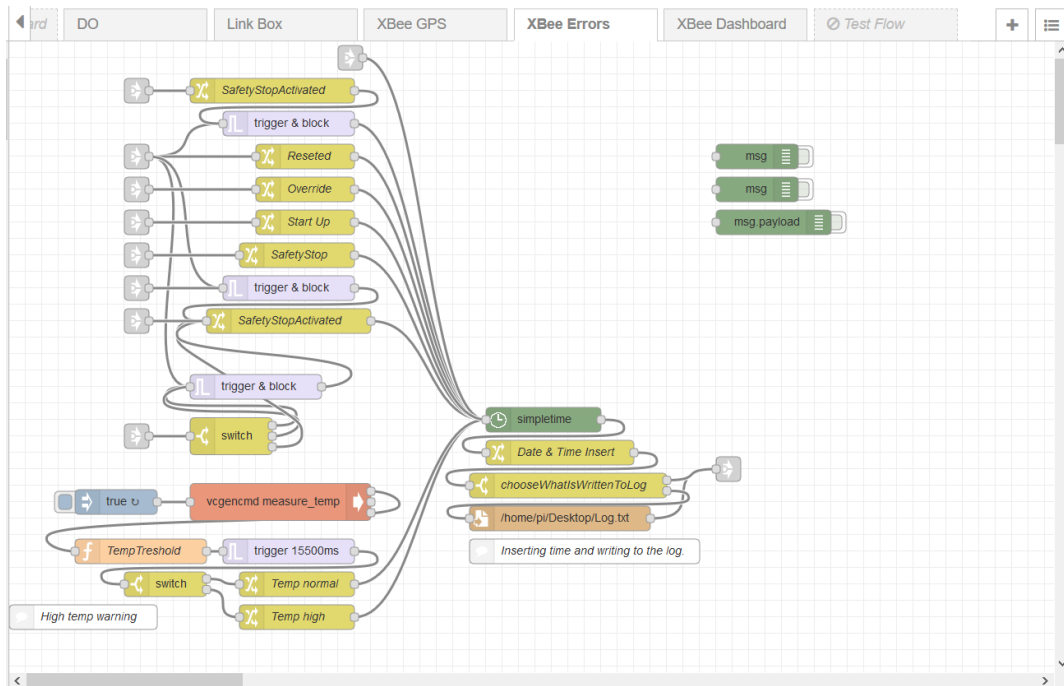 DO
Link Box
XBee GPS
XBee Errors
XBee Dashboard
Test Flow
SafetyStopActivated
trigger & block
Reseted
Override
Start Up
SafetyStop
trigger & block
SafetyStopActivated
trigger & block
switch
msg
msg
msg.payload
simpletime
Date & Time Insert
chooseWhatIsWrittenToLog
/home/pi/Desktop/Log.txt
Inserting time and writing to the log.
true ↻
vcgencmd measure_temp
TempTreshold
trigger 15500ms
switch
Temp normal
Temp high
High temp warning